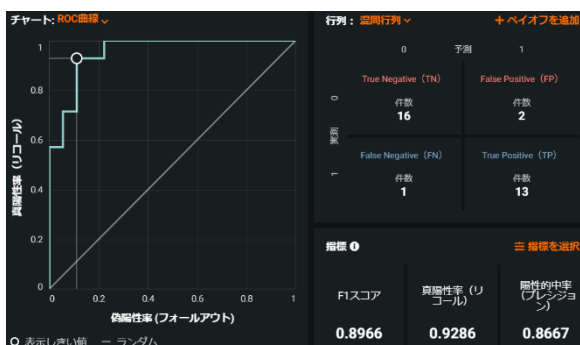 チャート: ROC曲線
1
0.8
0.6
0.4
0.2
0
真陽性率 (リコール)
0 0.2 0.4 0.6 0.8 1
偽陽性率 (フォールアウト)
表示しきい値 ランダム
行列: 混同行列
+ ペイオフを追加
0 予測 1
0
実測
1
True Negative (TN)
件数
16
False Positive (FP)
件数
2
False Negative (FN)
件数
1
True Positive (TP)
件数
13
指標
指標を選択
F1スコア
0.8966
真陽性率(リ
コール)
0.9286
陽性的中率
(プレシジョ
ン)
0.8667